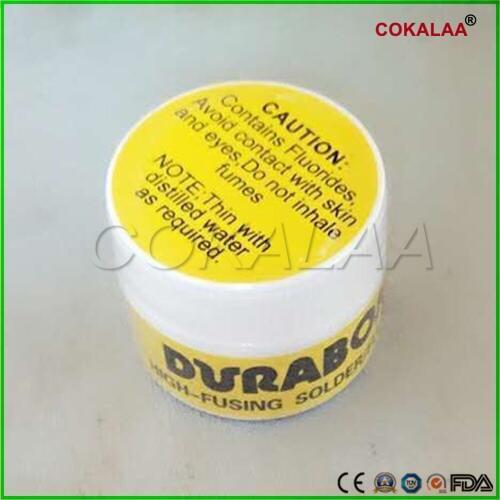 COKALAA®
CAUTION:
Contains Fluorides,
Avoid contact with skin
and eyes.Do not inhale
fumes
NOTE:Thin with
distilled water
as required.
COKALAA
HIGH-FUSING SOLDER
CE TÜV FDA